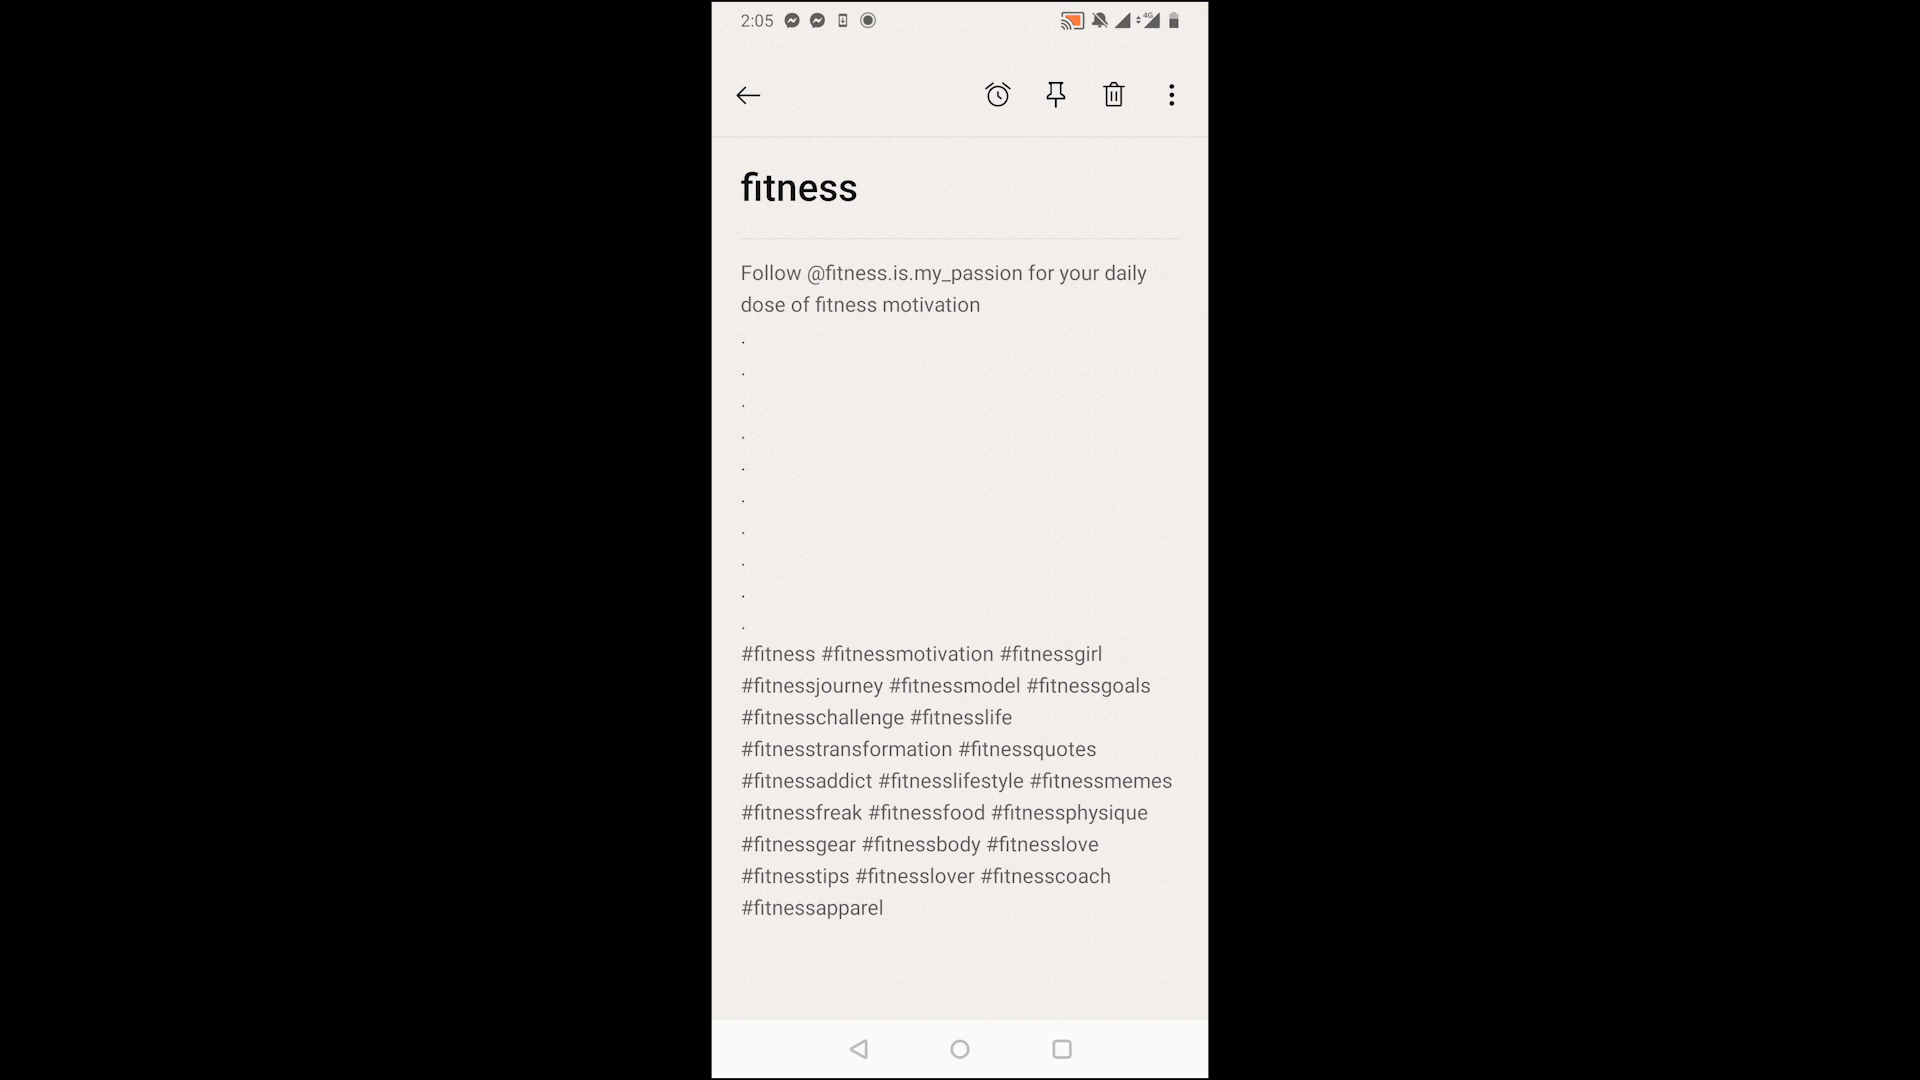 2:05
4G
fitness
Follow @fitness.is.my_passion for your daily
dose of fitness motivation
.
.
.
.
.
.
.
.
.
.
#fitness #fitnessmotivation #fitnessgirl
#fitnessjourney #fitnessmodel #fitnessgoals
#fitnesschallenge #fitnesslife
#fitnesstransformation #fitnessquotes
#fitnessaddict #fitnesslifestyle #fitnessmemes
#fitnessfreak #fitnessfood #fitnessphysique
#fitnessgear #fitnessbody #fitnesslove
#fitnesstips #fitnesslover #fitnesscoach
#fitnessapparel